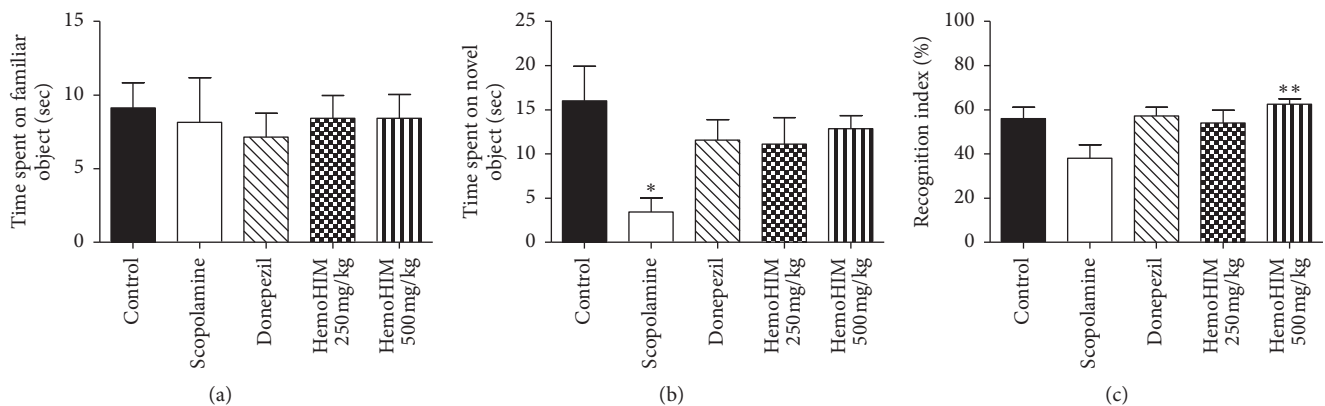 Time spent on familiar
object (sec)
15
10
5
0
Control
Scopolamine
Donepezil
HemoHIM
250 mg/kg
HemoHIM
500 mg/kg
(a)
Time spent on novel
object (sec)
25
20
15
10
5
0
*
Control
Scopolamine
Donepezil
HemoHIM
250 mg/kg
HemoHIM
500 mg/kg
(b)
Recognition index (%)
100
80
60
40
20
0
**
Control
Scopolamine
Donepezil
HemoHIM
250 mg/kg
HemoHIM
500 mg/kg
(c)